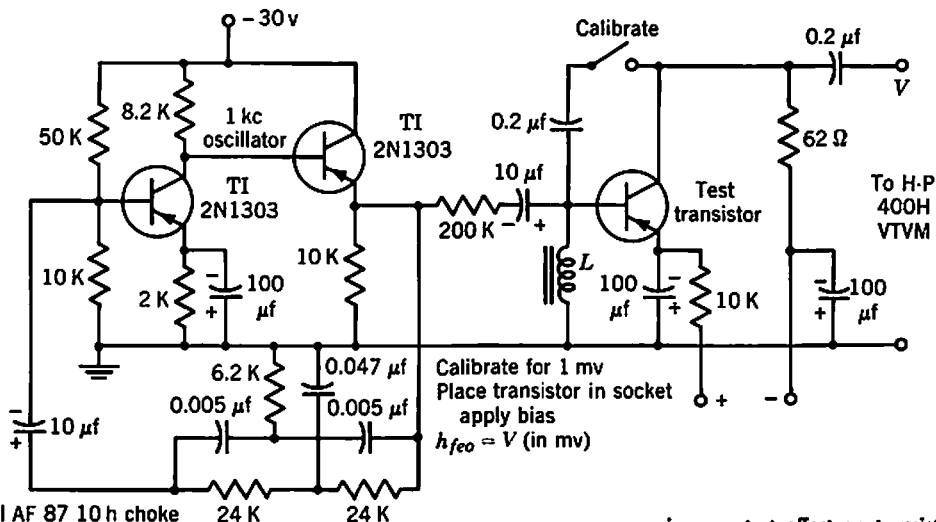 - 30 v
Calibrate
0.2 µf
V
8.2 K
1 kc
oscillator
TI
2N1303
50 K
0.2 µf
62 Ω
TI
2N1303
10 µf
- +
200 K
Test
transistor
To H-P
400H
VTVM
10 K
2 K
-
+
100
µf
10 K
L
100
µf
-
+
10 K
-
+
100
µf
6.2 K
0.047 µf
Calibrate for 1 mv
Place transistor in socket
apply bias
h_feo = V (in mv)
+
-
0.005 µf
0.005 µf
-
+
10 µf
24 K
24 K
AF 87 10 h choke